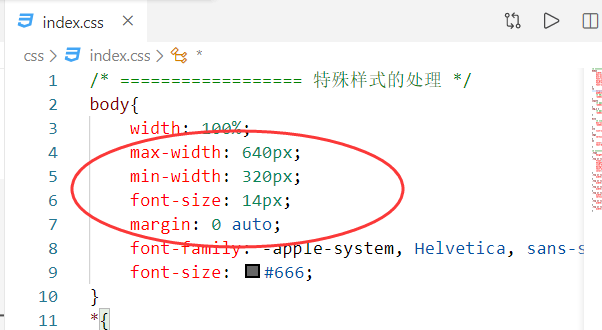 index.css
css > index.css > *
1 /* ================== 特殊样式的处理 */
2 body{
3 width: 100%;
4 max-width: 640px;
5 min-width: 320px;
6 font-size: 14px;
7 margin: 0 auto;
8 font-family: -apple-system, Helvetica, sans-s
9 font-size: #666;
10 }
11 *{